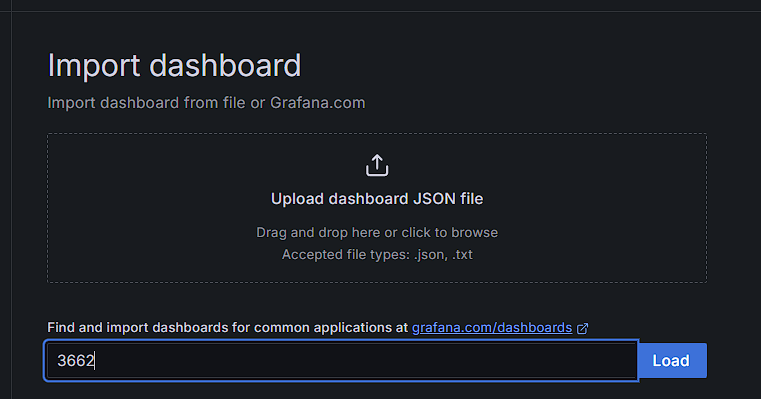 Import dashboard
Import dashboard from file or Grafana.com
Upload dashboard JSON file
Drag and drop here or click to browse
Accepted file types: .json, .txt
Find and import dashboards for common applications at grafana.com/dashboards
3662
Load